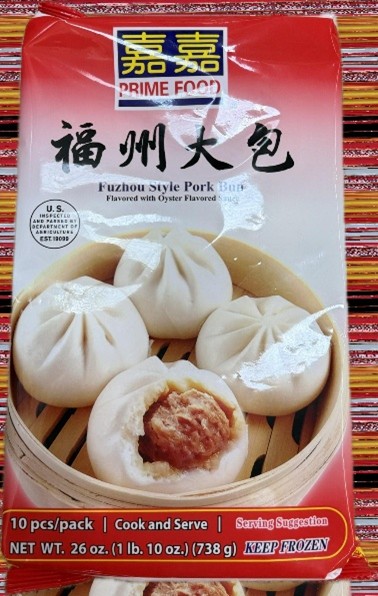 嘉嘉
PRIME FOOD
福州大包
Fuzhou Style Pork Bun
Flavored with Oyster Flavored Sauce
U.S.
INSPECTED
AND PASSED BY
DEPARTMENT OF
AGRICULTURE
EST.19099
10 pcs/pack | Cook and Serve | Serving Suggestion
NET WT. 26 oz. (1 lb. 10 oz.) (738 g) KEEP FROZEN